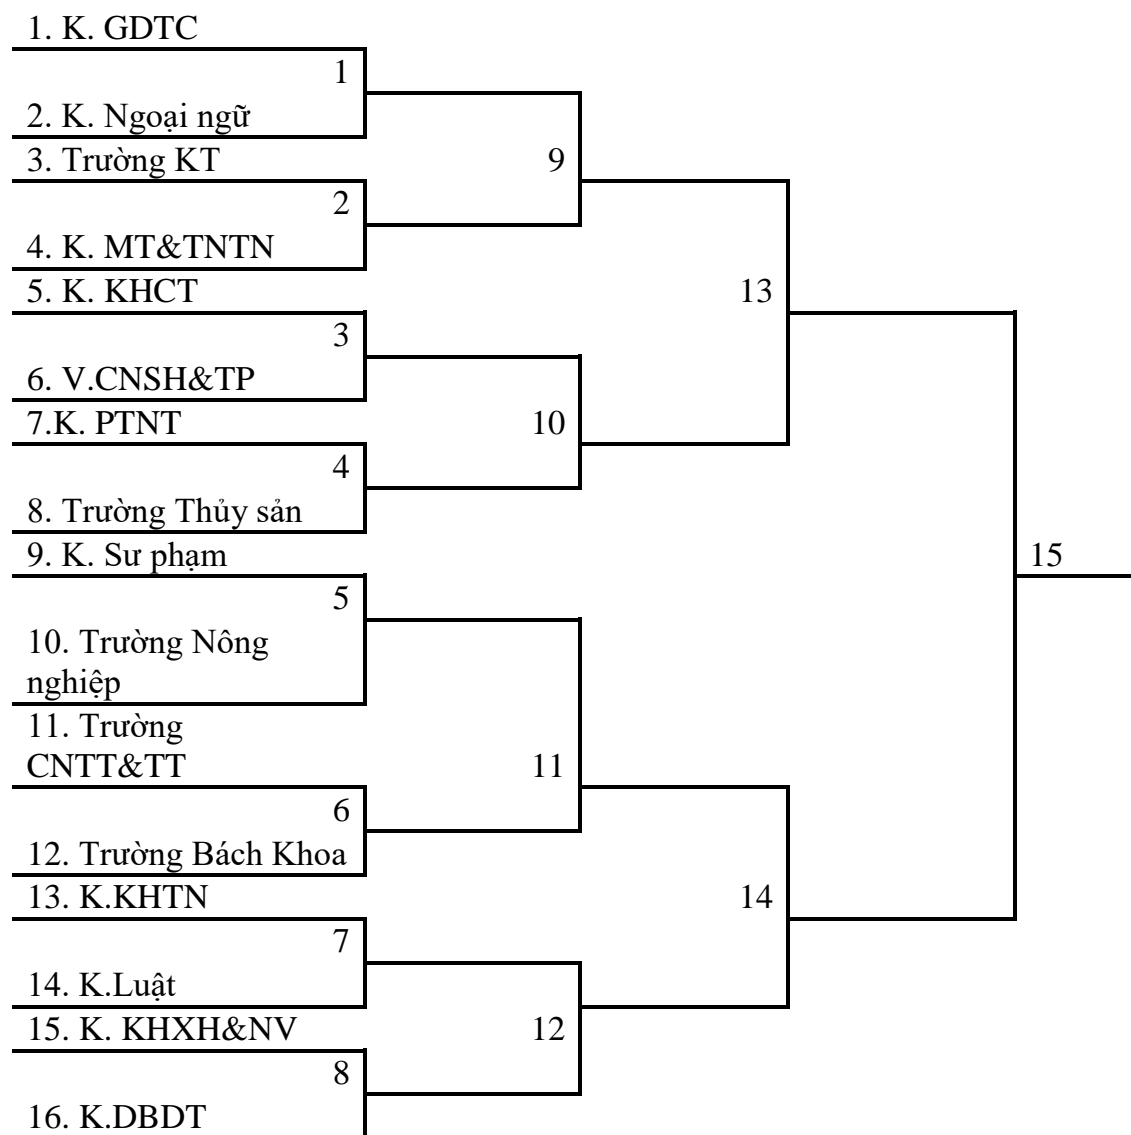 1. K. GDTC
1
2. K. Ngoại ngữ
3. Trường KT
9
2
4. K. MT&TNTN
5. K. KHCT
13
3
6. V.CNSH&TP
7.K. PTNT
10
4
8. Trường Thủy sản
9. K. Sư phạm
15
5
10. Trường Nông
nghiệp
11. Trường
CNTT&TT
11
6
12. Trường Bách Khoa
13. K.KHTN
14
7
14. K.Luật
15. K. KHXH&NV
12
8
16. K.DBDT